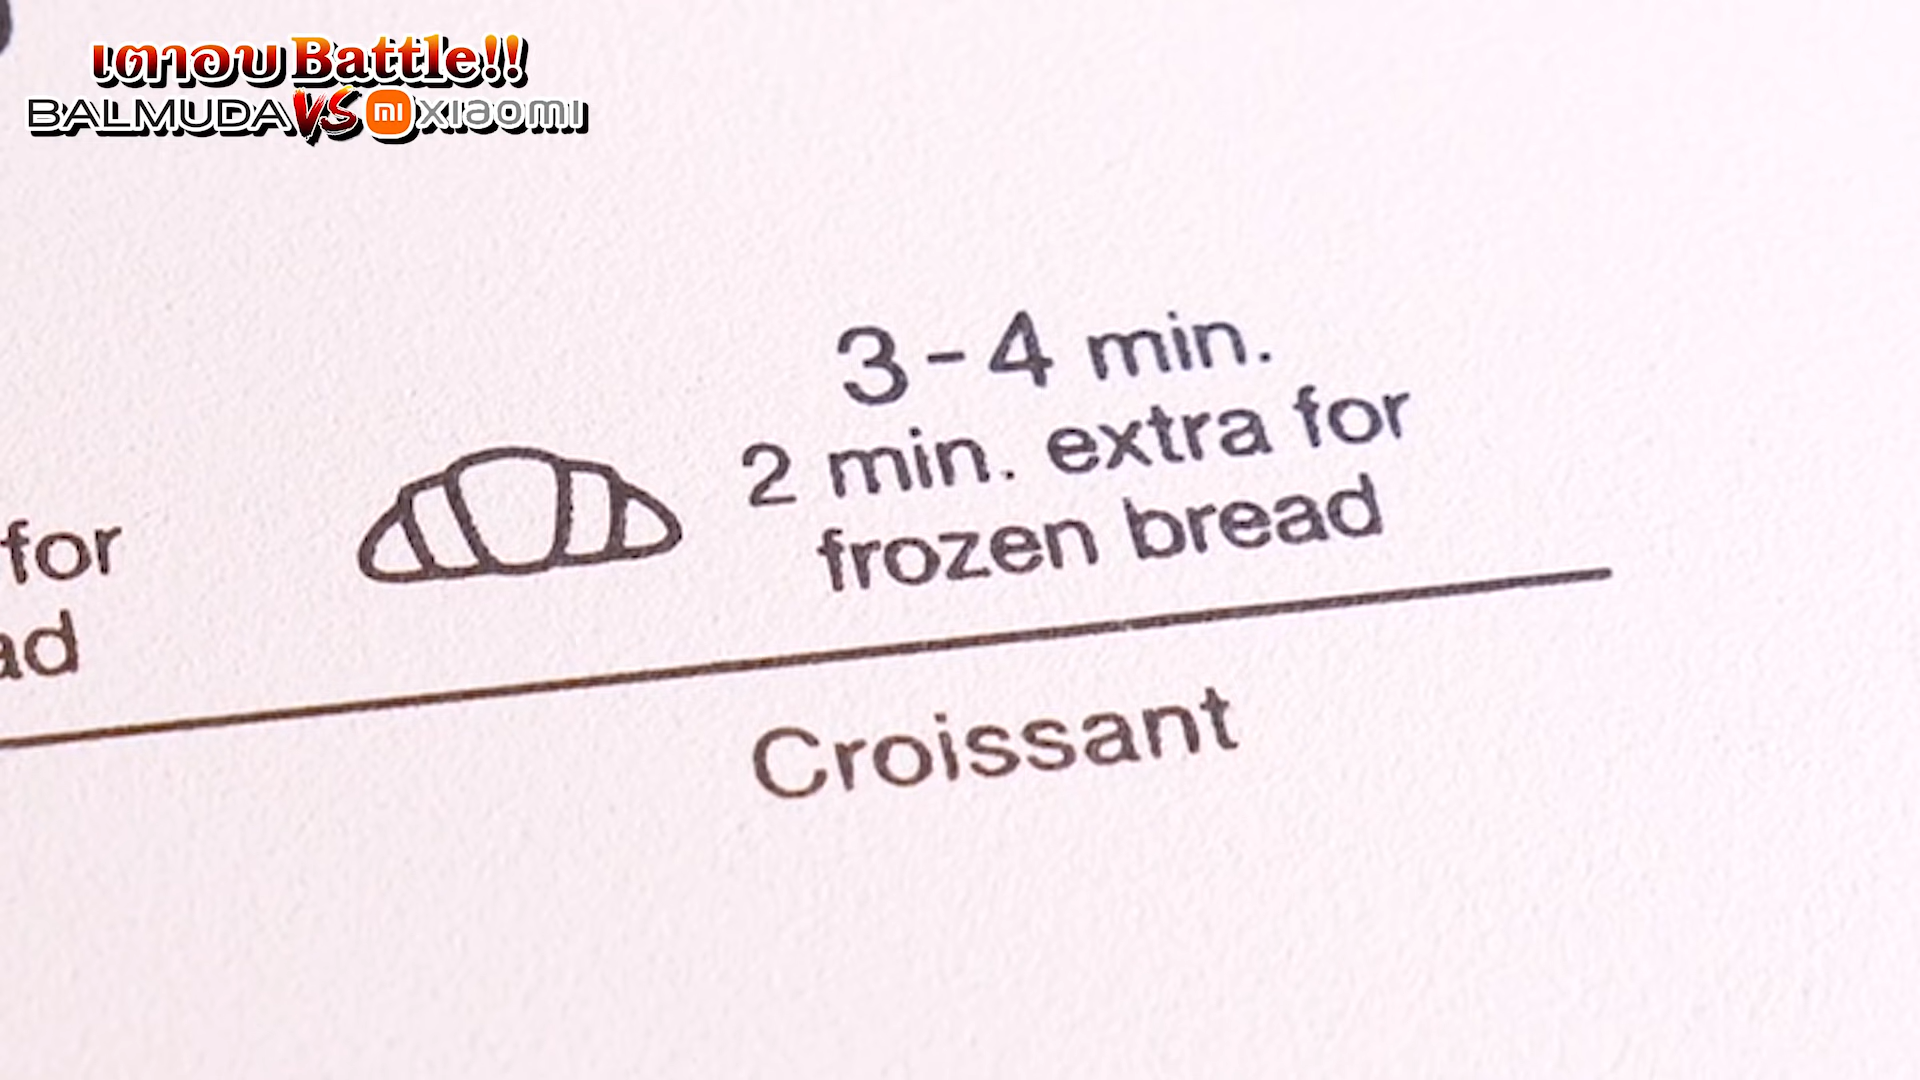 เตาอบ Battle!!
BALMUDA VS mi xiaomi
3-4 min.
2 min. extra for
frozen bread
for
Croissant